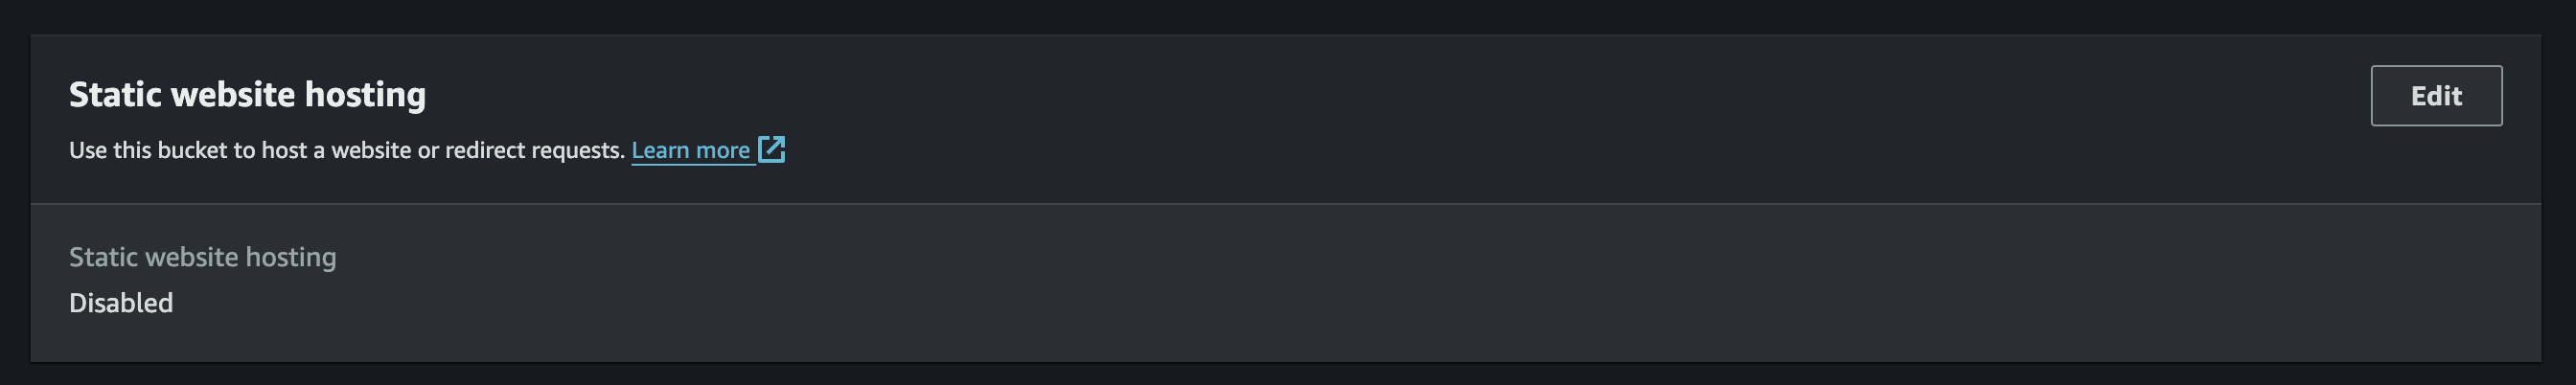 Static website hosting
Edit
Use this bucket to host a website or redirect requests. Learn more
Static website hosting
Disabled